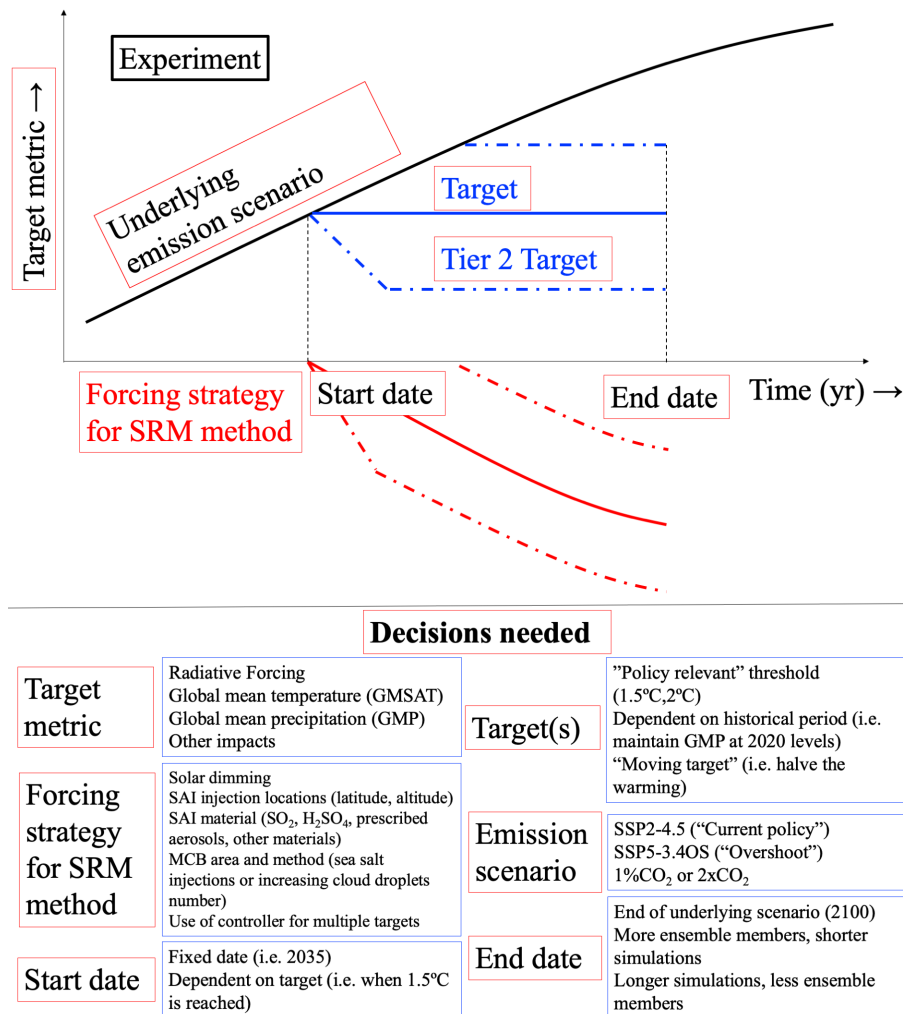 Experiment
Target metric →
Underlying
emission scenario
Target
Tier 2 Target
Forcing strategy
for SRM method
Start date
End date
Time (yr) →
Decisions needed
Target
metric
Radiative Forcing
Global mean temperature (GMSAT)
Global mean precipitation (GMP)
Other impacts
Target(s)
”Policy relevant” threshold
(1.5ºC,2ºC)
Dependent on historical period (i.e.
maintain GMP at 2020 levels)
“Moving target” (i.e. halve the
warming)
Forcing
strategy
for SRM
method
Solar dimming
SAI injection locations (latitude, altitude)
SAI material (SO₂, H₂SO₄, prescribed
aerosols, other materials)
MCB area and method (sea salt
injections or increasing cloud droplets
number)
Use of controller for multiple targets
Emission
scenario
SSP2-4.5 (“Current policy”)
SSP5-3.4OS (“Overshoot”)
1%CO₂ or 2xCO₂
Start date
Fixed date (i.e. 2035)
Dependent on target (i.e. when 1.5ºC
is reached)
End date
End of underlying scenario (2100)
More ensemble members, shorter
simulations
Longer simulations, less ensemble
members